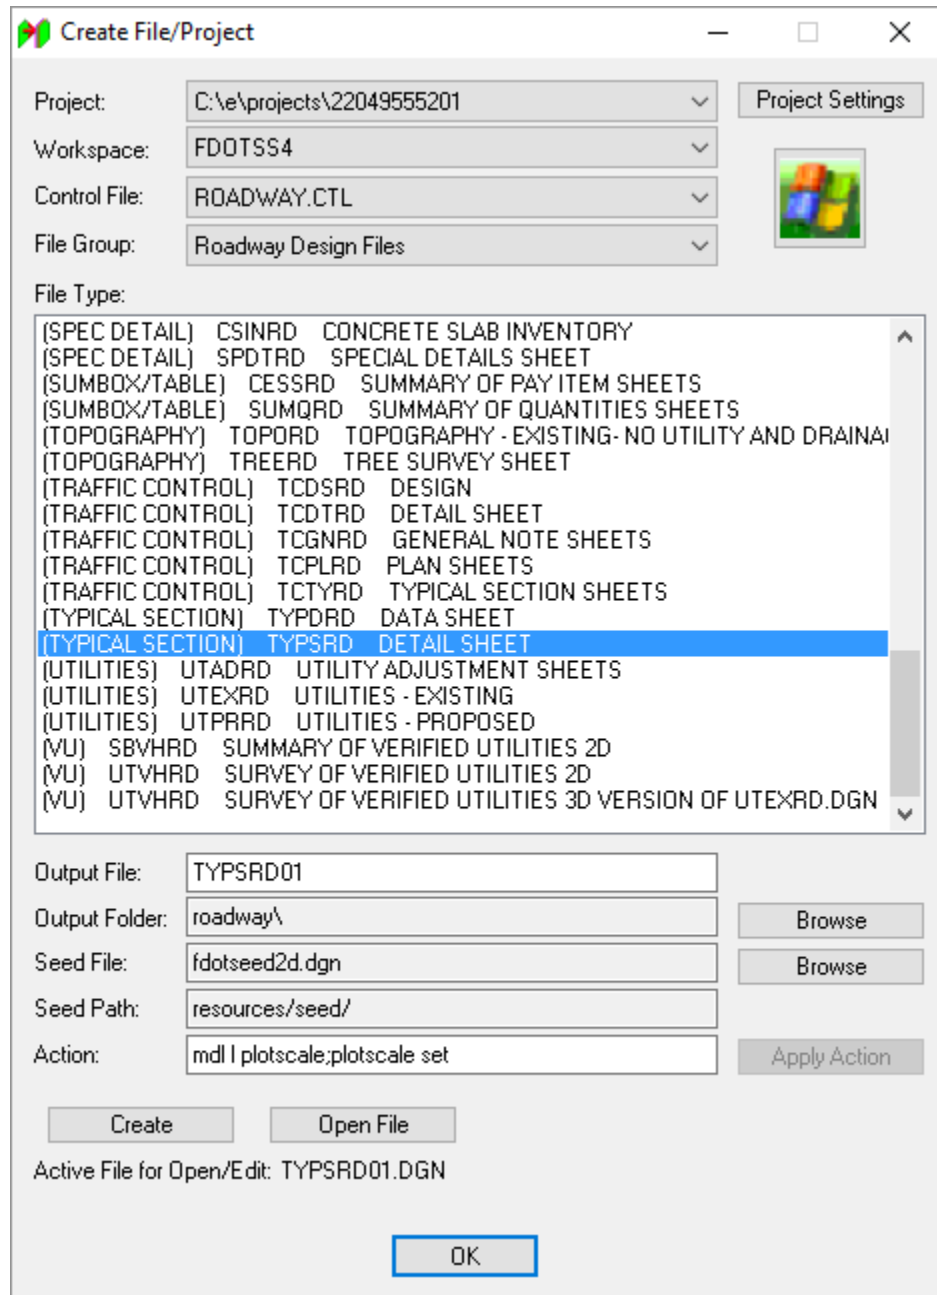 Create File/Project
Project: C:\e\projects\22049555201 Project Settings
Workspace: FDOTSS4
Control File: ROADWAY.CTL
File Group: Roadway Design Files
File Type:
(SPEC DETAIL) CSINRD CONCRETE SLAB INVENTORY
(SPEC DETAIL) SPDTRD SPECIAL DETAILS SHEET
(SUMBOX/TABLE) CESSRD SUMMARY OF PAY ITEM SHEETS
(SUMBOX/TABLE) SUMQRD SUMMARY OF QUANTITIES SHEETS
(TOPOGRAPHY) TOPORD TOPOGRAPHY - EXISTING- NO UTILITY AND DRAINA
(TOPOGRAPHY) TREERD TREE SURVEY SHEET
(TRAFFIC CONTROL) TCDSRD DESIGN
(TRAFFIC CONTROL) TCDTRD DETAIL SHEET
(TRAFFIC CONTROL) TCGNRD GENERAL NOTE SHEETS
(TRAFFIC CONTROL) TCPLRD PLAN SHEETS
(TRAFFIC CONTROL) TCTYRD TYPICAL SECTION SHEETS
(TYPICAL SECTION) TYPDRD DATA SHEET
(TYPICAL SECTION) TYPSRD DETAIL SHEET
(UTILITIES) UTADRD UTILITY ADJUSTMENT SHEETS
(UTILITIES) UTEXRD UTILITIES - EXISTING
(UTILITIES) UTPRRD UTILITIES - PROPOSED
(VU) SBVHRD SUMMARY OF VERIFIED UTILITIES 2D
(VU) UTVHRD SURVEY OF VERIFIED UTILITIES 2D
(VU) UTVHRD SURVEY OF VERIFIED UTILITIES 3D VERSION OF UTEXRD.DGN
Output File: TYPSRD01
Output Folder: roadway\ Browse
Seed File: fdotseed2d.dgn Browse
Seed Path: resources/seed/
Action: mdl l plotscale;plotscale set Apply Action
Create Open File
Active File for Open/Edit: TYPSRD01.DGN
OK